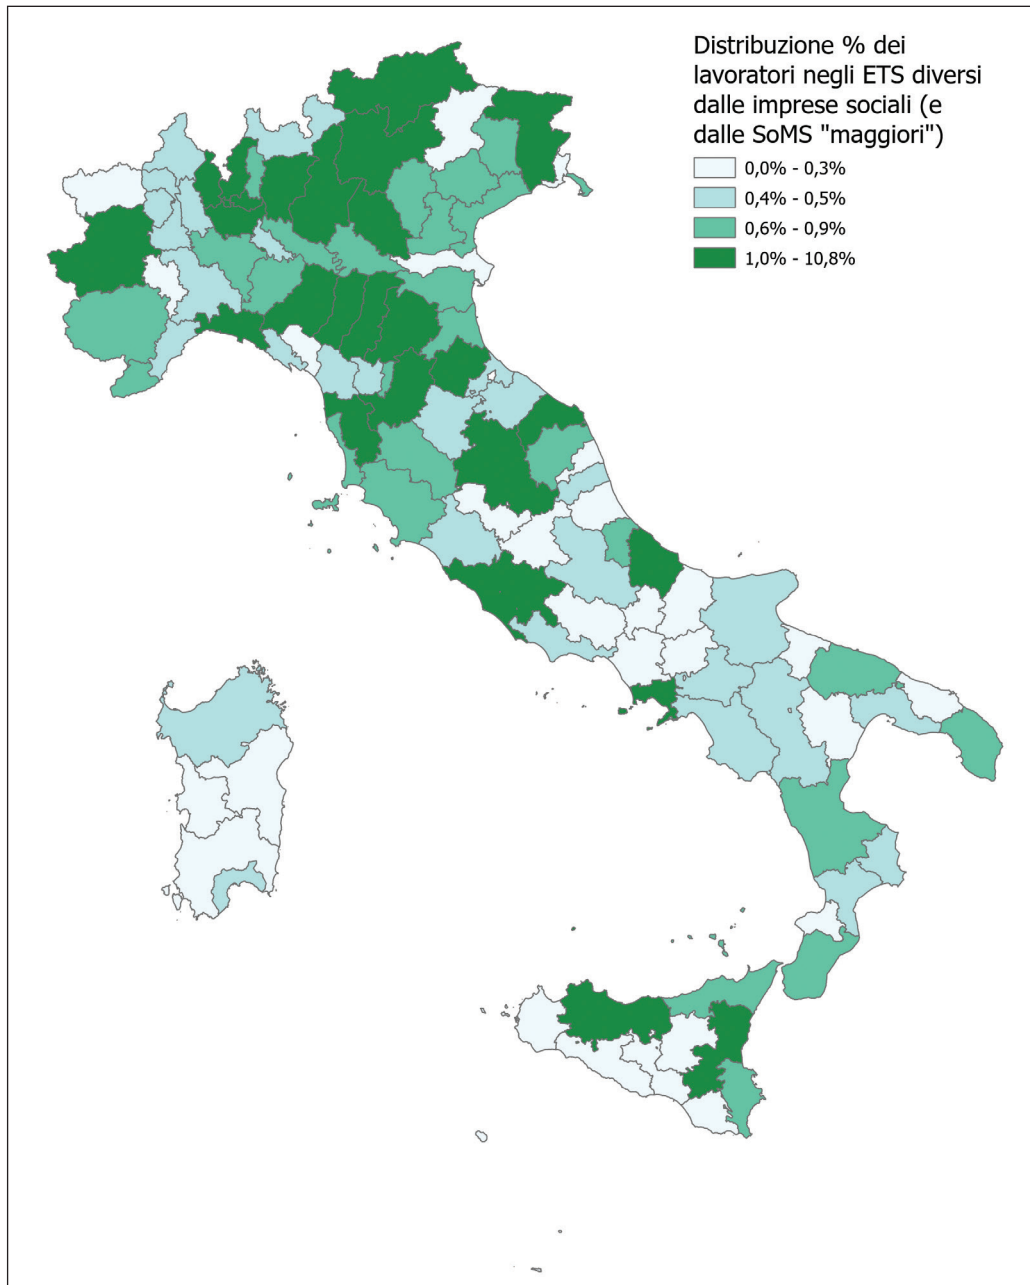 Distribuzione % dei
lavoratori negli ETS diversi
dalle imprese sociali (e
dalle SoMS "maggiori")
0,0% - 0,3%
0,4% - 0,5%
0,6% - 0,9%
1,0% - 10,8%